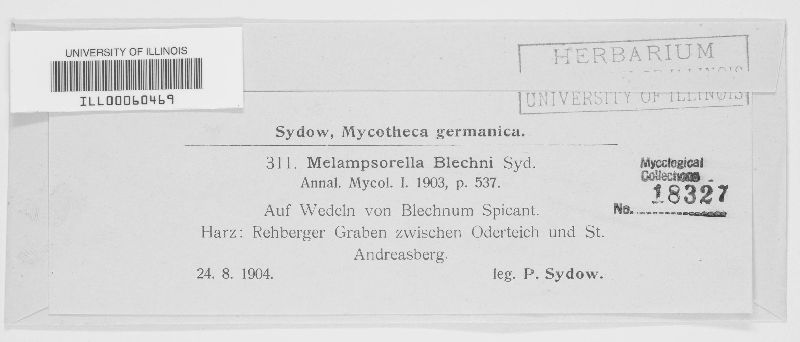 UNIVERSITY OF ILLINOIS
ILL00060469
HERBARIUM
UNIVERSITY OF ILLINOIS
Sydow, Mycotheca germanica.
311. Melampsorella Blechni Syd.
Annal. Mycol. I. 1903, p. 537.
Auf Wedeln von Blechnum Spicant.
Harz: Rehberger Graben zwischen Oderteich und St.
Andreasberg.
24. 8. 1904. leg. P. Sydow.
Mycological
Collections
No. 18327